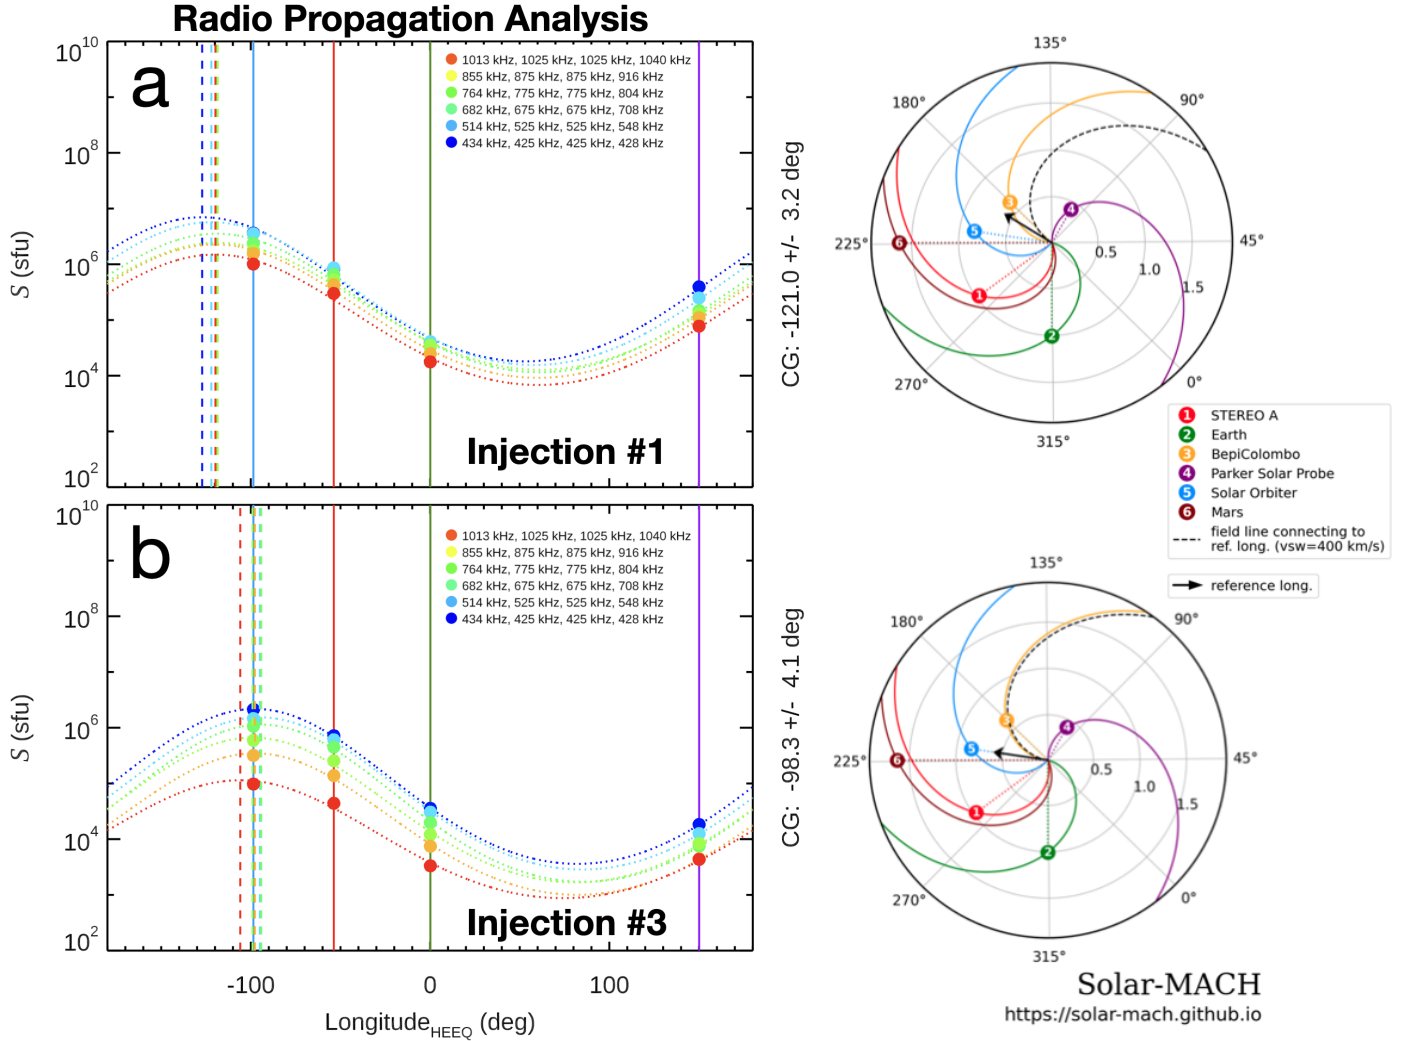 Radio Propagation Analysis
a
10^10
10^8
10^6
10^4
10^2
S (sfu)
1013 kHz, 1025 kHz, 1025 kHz, 1040 kHz
855 kHz, 875 kHz, 875 kHz, 916 kHz
764 kHz, 775 kHz, 775 kHz, 804 kHz
682 kHz, 675 kHz, 675 kHz, 708 kHz
514 kHz, 525 kHz, 525 kHz, 548 kHz
434 kHz, 425 kHz, 425 kHz, 428 kHz
Injection #1
CG: -121.0 +/- 3.2 deg
135°
180°
90°
225°
45°
270°
0°
315°
0.5
1.0
1.5
1
2
3
4
5
6
1 STEREO A
2 Earth
3 BepiColombo
4 Parker Solar Probe
5 Solar Orbiter
6 Mars
field line connecting to
ref. long. (vsw=400 km/s)
reference long.
b
10^10
10^8
10^6
10^4
10^2
S (sfu)
1013 kHz, 1025 kHz, 1025 kHz, 1040 kHz
855 kHz, 875 kHz, 875 kHz, 916 kHz
764 kHz, 775 kHz, 775 kHz, 804 kHz
682 kHz, 675 kHz, 675 kHz, 708 kHz
514 kHz, 525 kHz, 525 kHz, 548 kHz
434 kHz, 425 kHz, 425 kHz, 428 kHz
Injection #3
-100
0
100
Longitude_HEEQ (deg)
CG: -98.3 +/- 4.1 deg
135°
180°
90°
225°
45°
270°
0°
315°
0.5
1.0
1.5
1
2
3
4
5
6
Solar-MACH
https://solar-mach.github.io